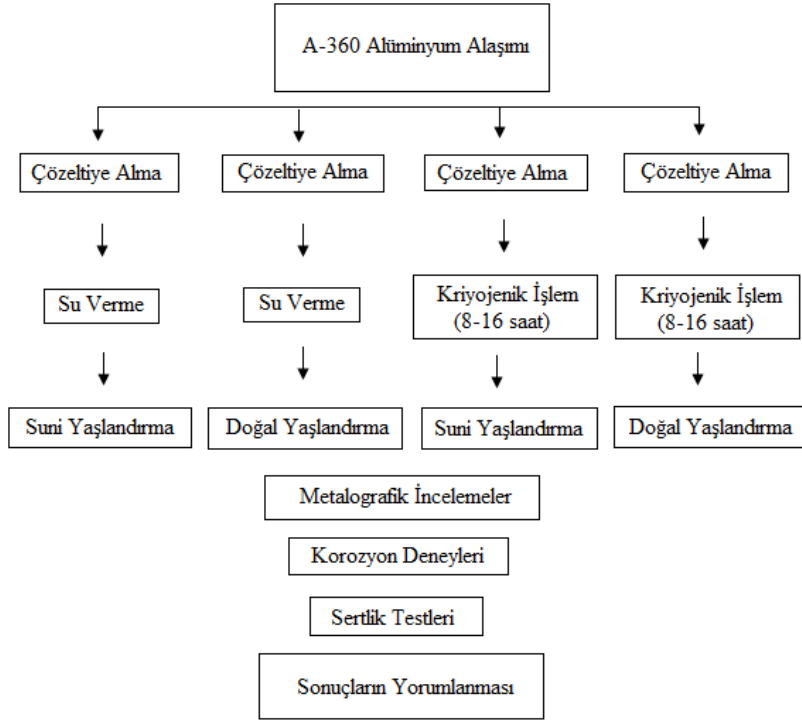 A-360 Alüminyum Alaşımı
Çözeltiye Alma
Çözeltiye Alma
Çözeltiye Alma
Çözeltiye Alma
Su Verme
Su Verme
Kriyojenik İşlem
(8-16 saat)
Kriyojenik İşlem
(8-16 saat)
Suni Yaşlandırma
Doğal Yaşlandırma
Suni Yaşlandırma
Doğal Yaşlandırma
Metalografik İncelemeler
Korozyon Deneyleri
Sertlik Testleri
Sonuçların Yorumlanması